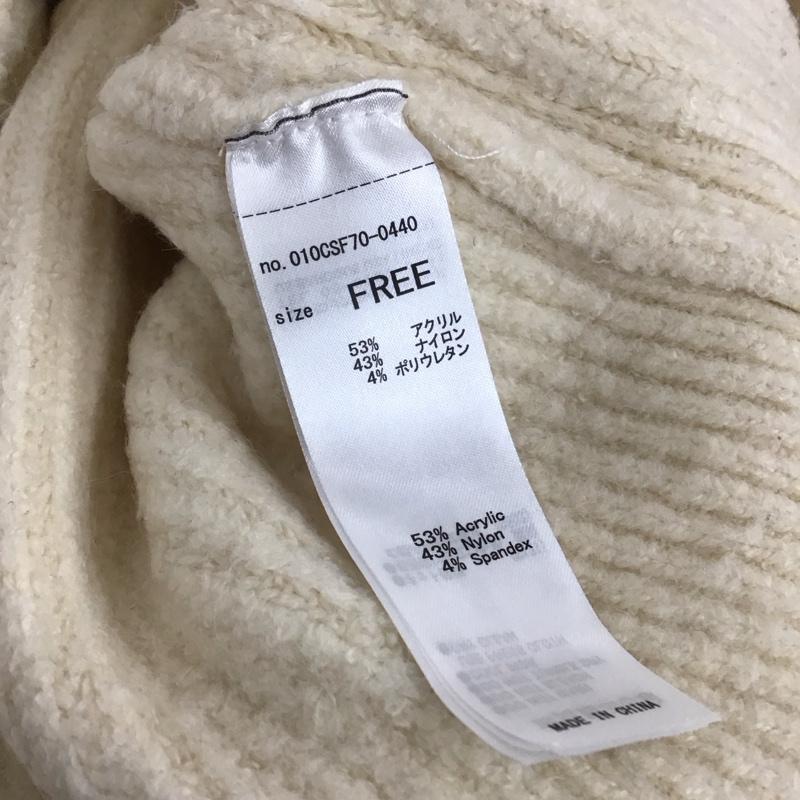 no.010CSF70-0440
size FREE
53% アクリル
43% ナイロン
4% ポリウレタン
53% Acrylic
43% Nylon
4% Spandex
MADE IN CHINA